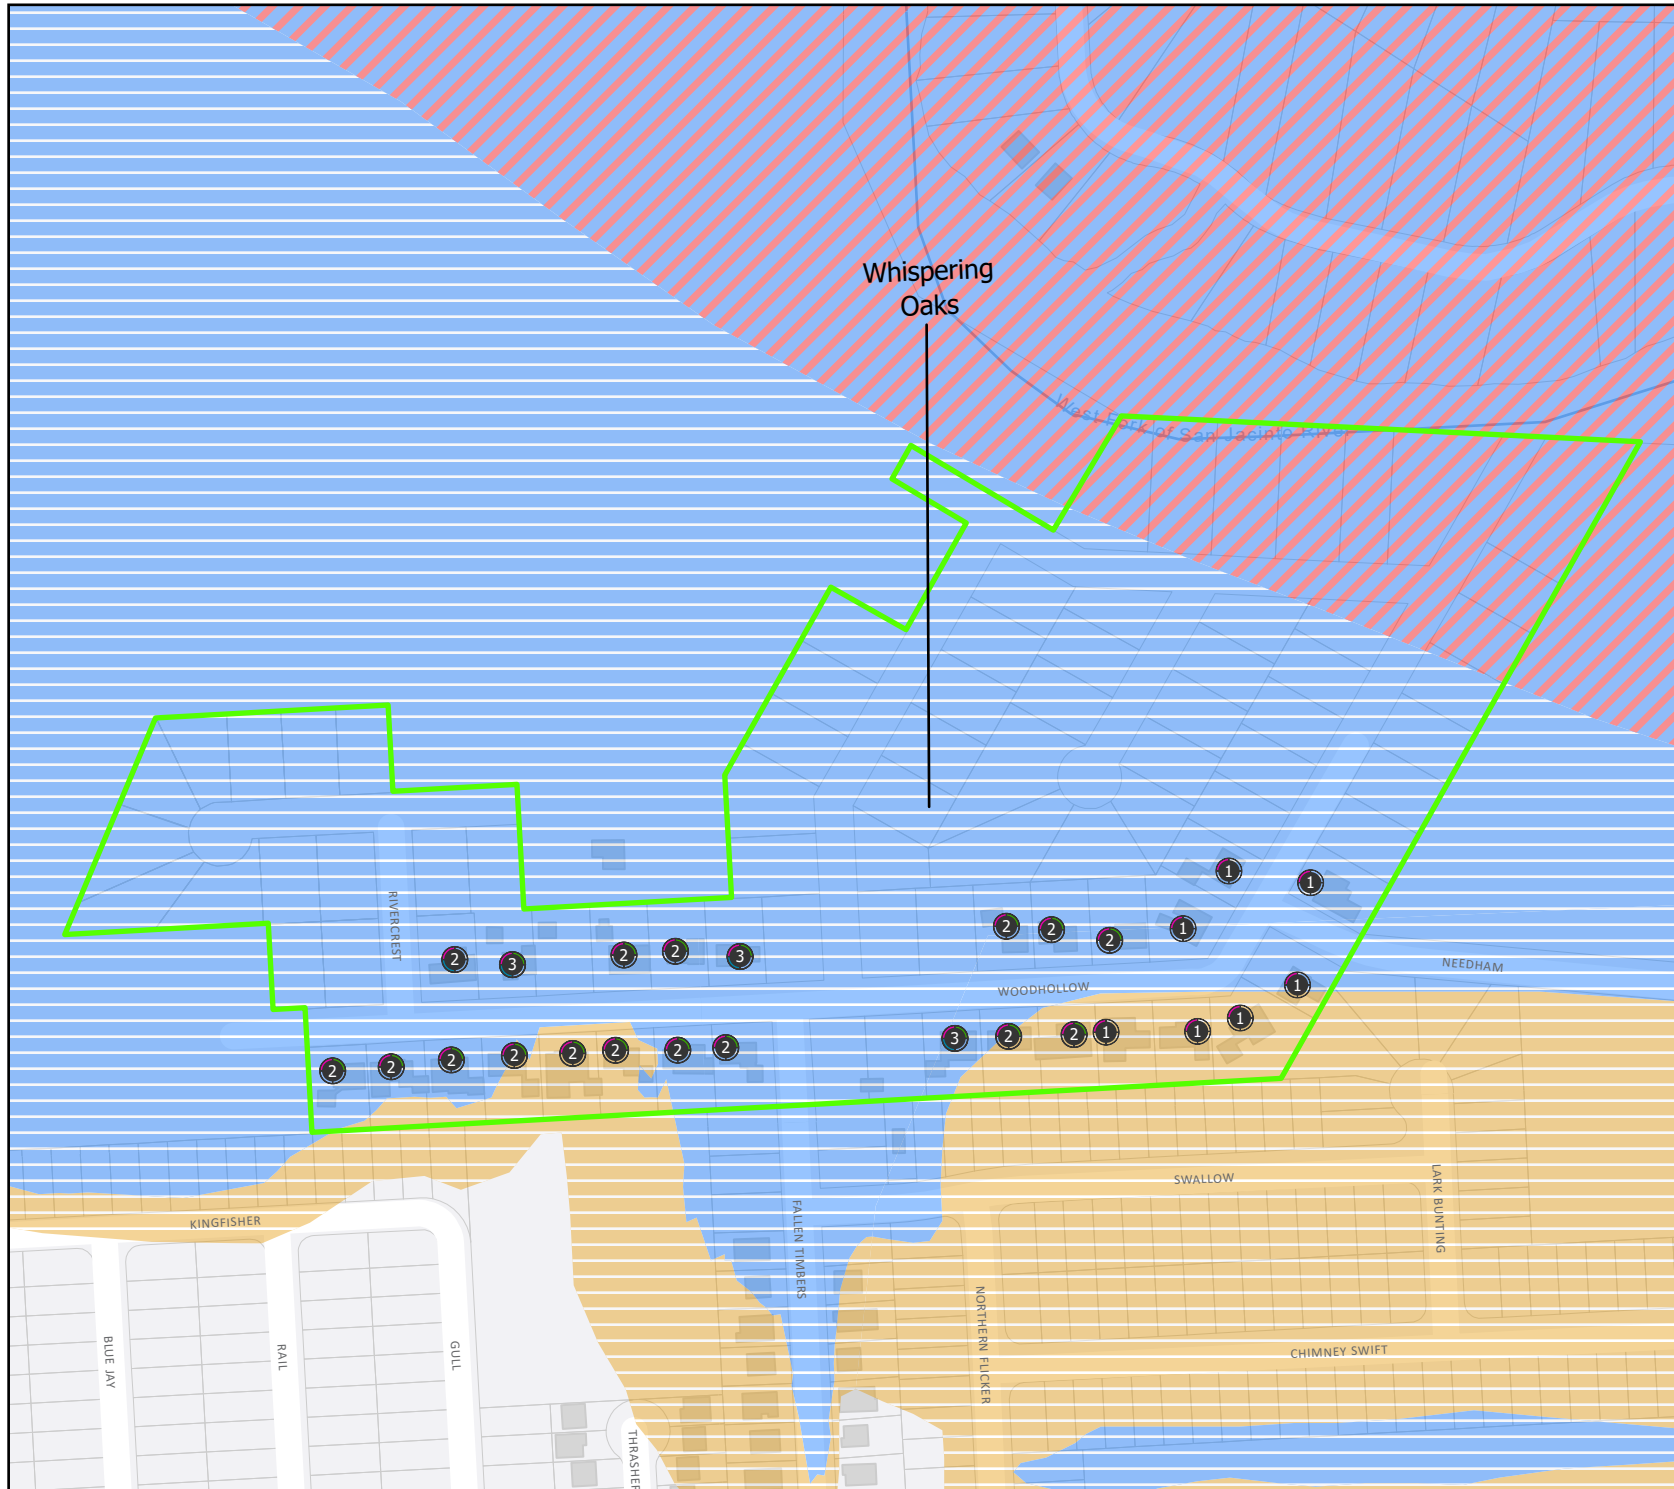 Whispering
Oaks
West Fork of San Jacinto River
1
1
RIVERCREST
2
2
2
1
2
3
2
2
3
NEEDHAM
WOODHOLLOW
1
2
2
2
2
2
2
2
2
3
2
2
1
1
1
SWALLOW
LARK BUNTING
KINGFISHER
FALLEN TIMBERS
NORTHERN FLICKER
BLUE JAY
RAIL
GULL
CHIMNEY SWIFT
THRASHER